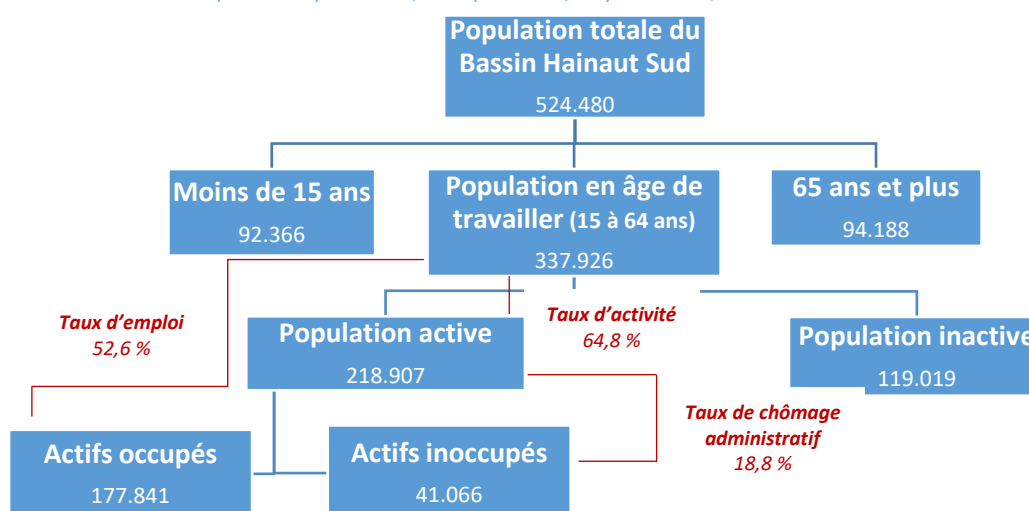 Population totale du
Bassin Hainaut Sud
524.480
Moins de 15 ans
92.366
Population en âge de
travailler (15 à 64 ans)
337.926
65 ans et plus
94.188
Taux d'emploi
52,6 %
Population active
218.907
Taux d'activité
64,8 %
Population inactive
119.019
Taux de chômage
administratif
18,8 %
Actifs occupés
177.841
Actifs inoccupés
41.066